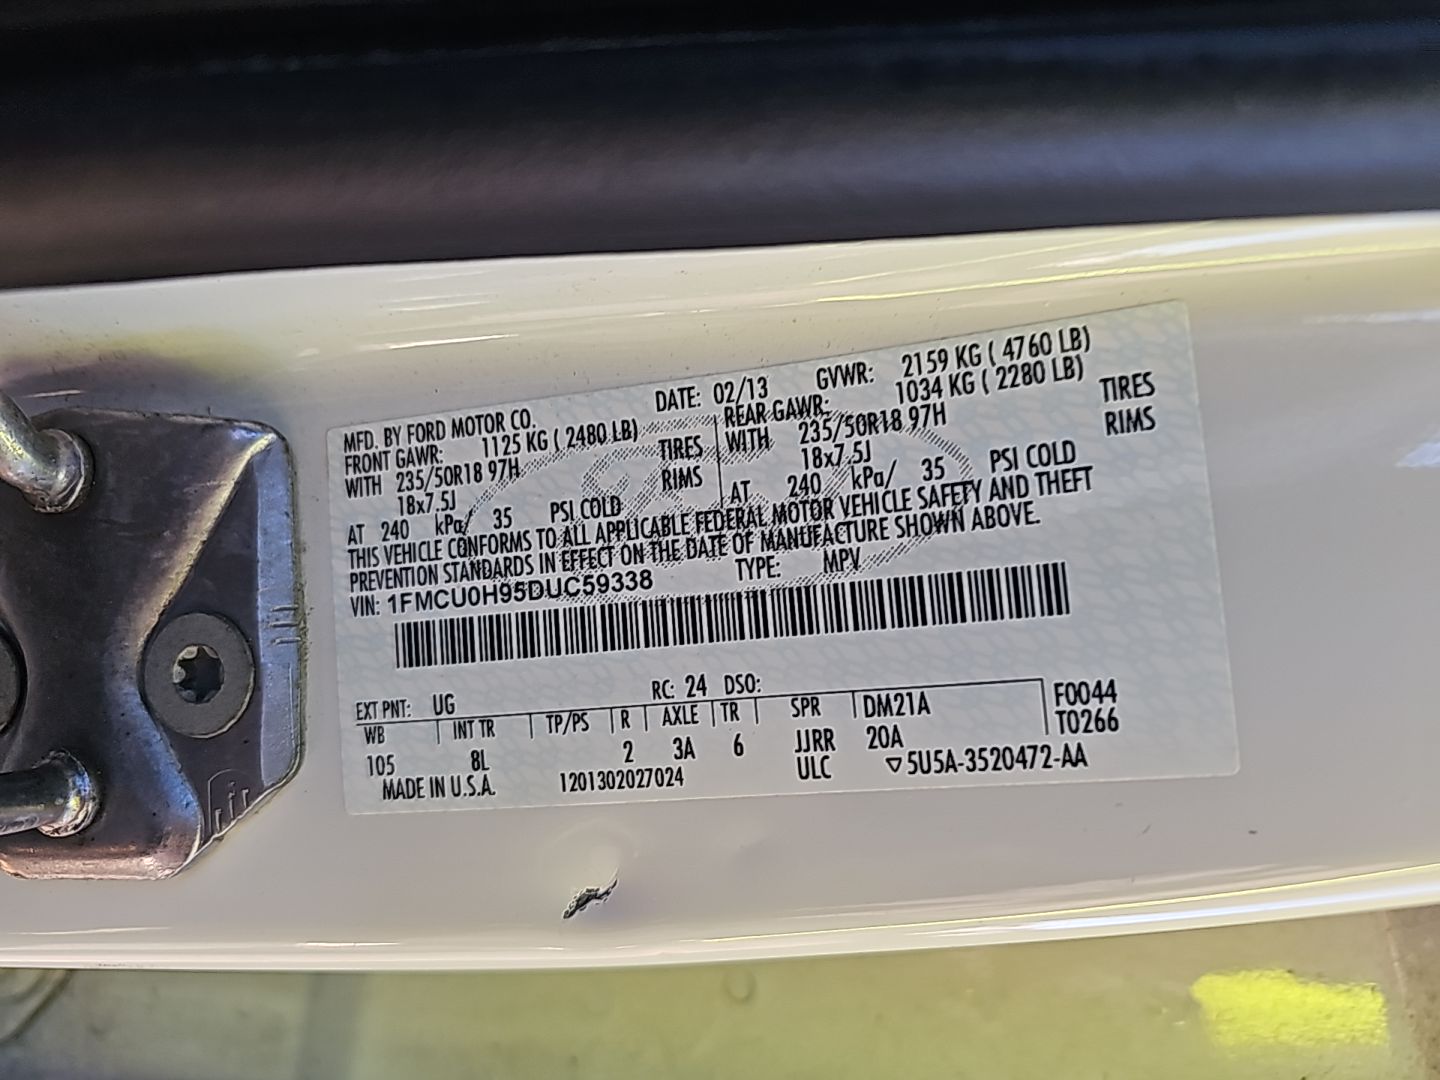 MFD. BY FORD MOTOR CO. DATE: 02/13 GVWR: 2159 KG ( 4760 LB)
FRONT GAWR: 1125 KG ( 2480 LB) REAR GAWR: 1034 KG ( 2280 LB)
WITH 235/50R18 97H TIRES WITH 235/50R18 97H TIRES
18x7.5J RIMS 18x7.5J RIMS
AT 240 kPa/ 35 PSI COLD AT 240 kPa/ 35 PSI COLD
THIS VEHICLE CONFORMS TO ALL APPLICABLE FEDERAL MOTOR VEHICLE SAFETY AND THEFT
PREVENTION STANDARDS IN EFFECT ON THE DATE OF MANUFACTURE SHOWN ABOVE.
VIN: 1FMCU0H95DUC59338 TYPE: MPV
EXT PNT: UG RC: 24 DSO:
WB INT TR TP/PS R AXLE TR SPR DM21A F0044
105 8L 2 3A 6 JJRR 20A T0266
MADE IN U.S.A. 1201302027024 ULC ▽5U5A-3520472-AA